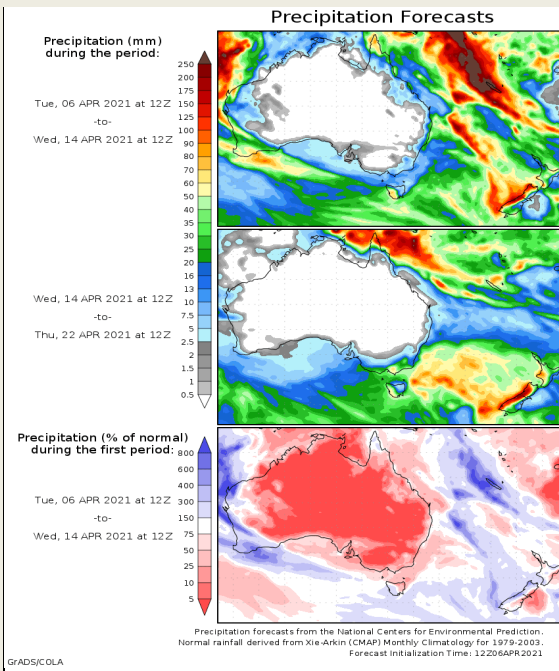 Precipitation Forecasts
Precipitation (mm)
during the period:
Tue, 06 APR 2021 at 12Z
-to-
Wed, 14 APR 2021 at 12Z
250
200
175
150
125
100
90
80
70
60
50
40
35
30
25
20
16
13
10
7.5
5
2.5
2
1.5
1
0.5
Wed, 14 APR 2021 at 12Z
-to-
Thu, 22 APR 2021 at 12Z
Precipitation (% of normal)
during the first period:
Tue, 06 APR 2021 at 12Z
-to-
Wed, 14 APR 2021 at 12Z
800
600
400
300
150
75
50
25
10
5
Precipitation forecasts from the National Centers for Environmental Prediction.
Normal rainfall derived from Xie-Arkin (CMAP) Monthly Climatology for 1979-2003.
Forecast Initialization Time: 12Z06APR2021
GrADS/COLA